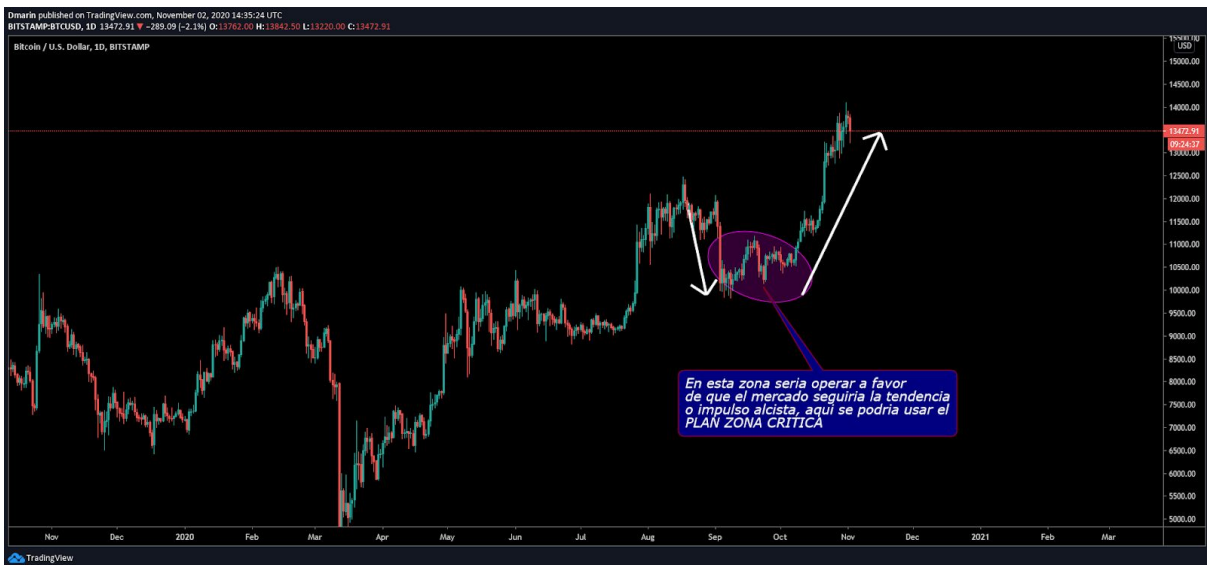 Dmarin published on TradingView.com, November 02, 2020 14:35:24 UTC
BITSTAMP:BTCUSD, 1D 13472.91 ▼ −289.09 (−2.1%) O:13762.00 H:13842.50 L:13220.00 C:13472.91
Bitcoin / U.S. Dollar, 1D, BITSTAMP
15500.00
USD
15000.00
14500.00
14000.00
13472.91
09:24:37
13000.00
12500.00
12000.00
11500.00
11000.00
10500.00
10000.00
9500.00
9000.00
8500.00
8000.00
7500.00
7000.00
6500.00
6000.00
5500.00
5000.00
En esta zona seria operar a favor
de que el mercado seguiria la tendencia
o impulso alcista, aqui se podria usar el
PLAN ZONA CRITICA
Nov Dec 2020 Feb Mar Apr May Jun Jul Aug Sep Oct Nov Dec 2021 Feb Mar
TradingView